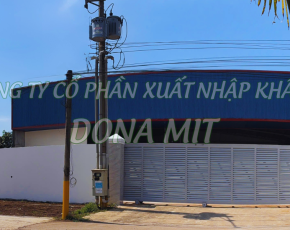 NG TY CỔ PHẦN XUẤT NHẬP KHẨ
DONA MIT